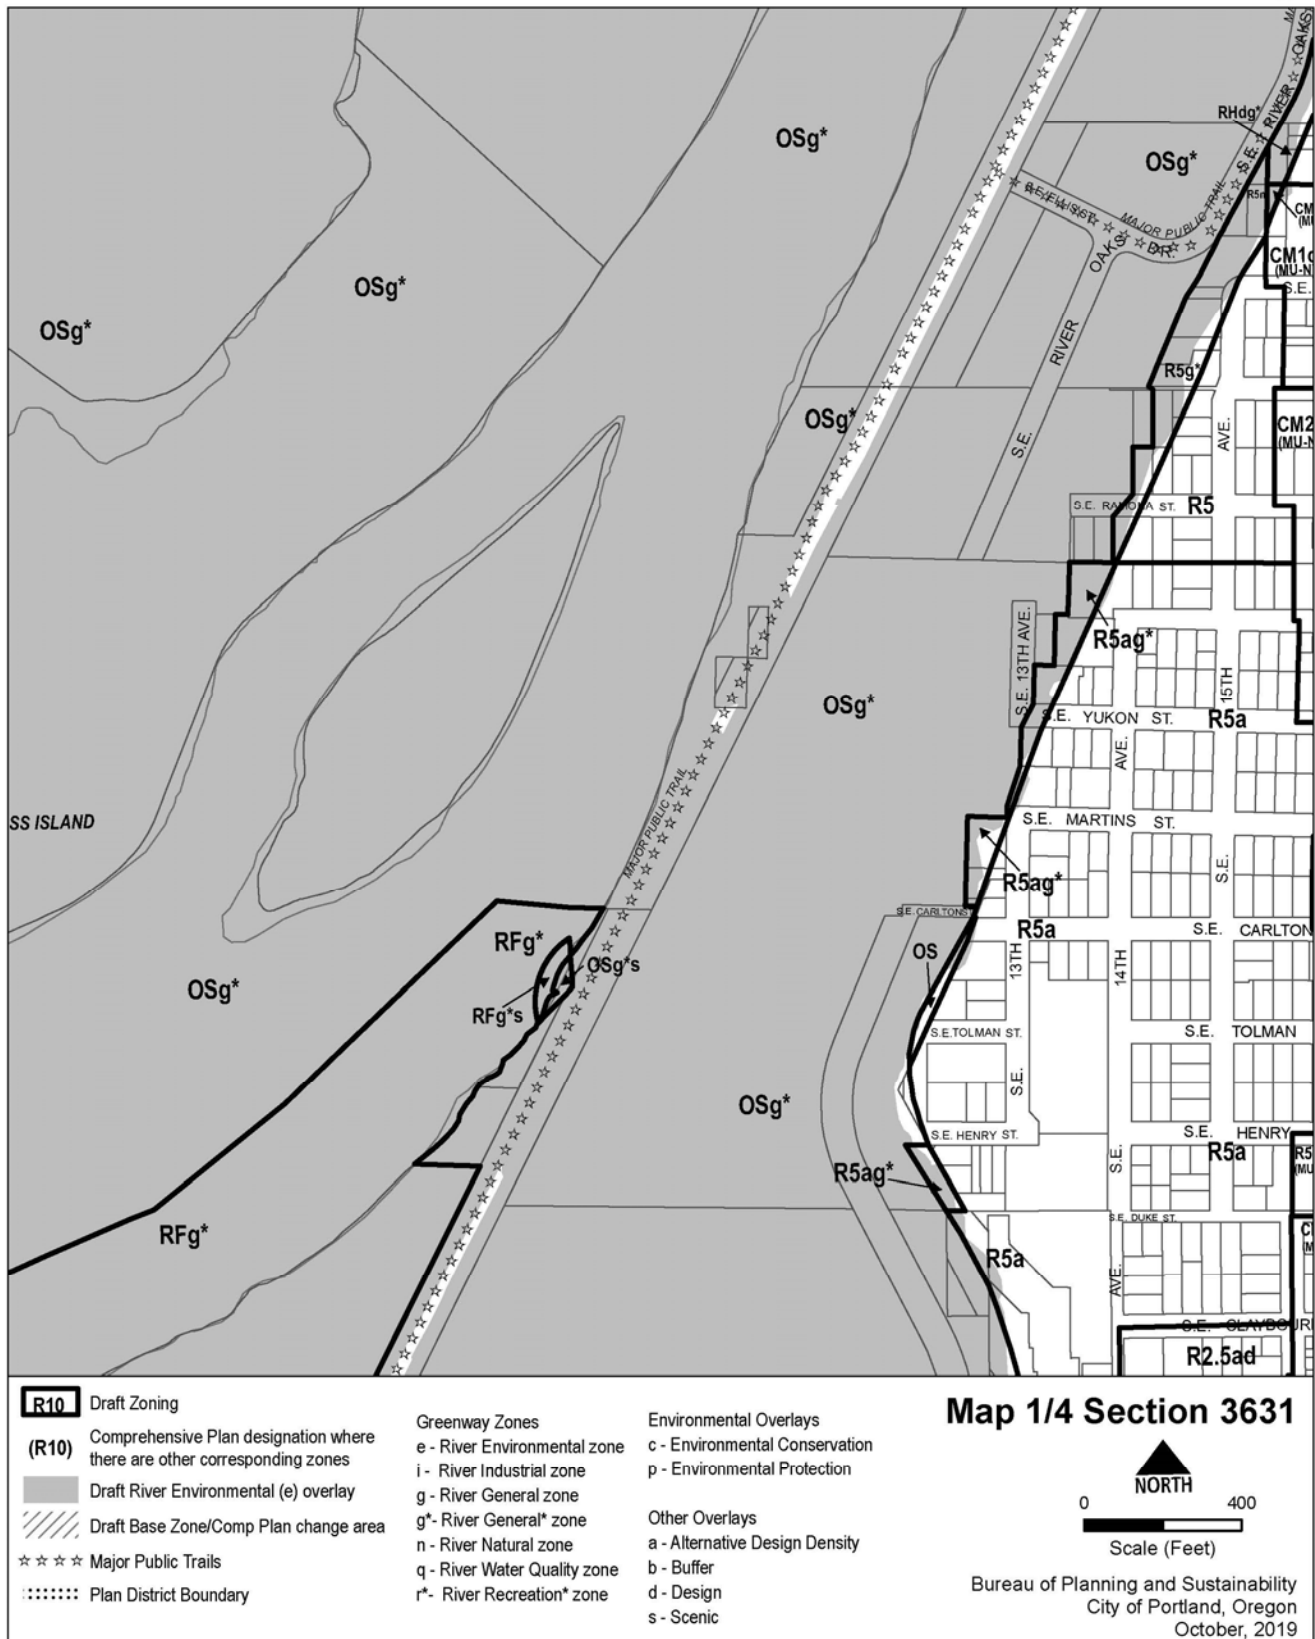 OSg*
OSg*
RHdg*
S.E. RIVER
OAKS
MAJOR PUBLIC TRAIL
R5n
S.E. ELLIS ST.
OAKS DR.
CM1d
(MU-N
S.E.
OSg*
OSg*
RIVER
S.E.
R5g*
OSg*
CM2
(MU-N
AVE.
S.E. RAMONA ST.
R5
S.E. 13TH AVE.
R5ag*
15TH
OSg*
S.E. YUKON ST.
R5a
AVE.
MAJOR PUBLIC TRAIL
SS ISLAND
S.E. MARTINS ST.
S.E.
R5ag*
S.E. CARLTON ST.
R5a
S.E. CARLTON
RFg*
OSg*s
OS
13TH
14TH
OSg*
RFg*s
S.E. TOLMAN ST.
S.E. TOLMAN
S.E.
OSg*
S.E. HENRY ST.
S.E. HENRY
R5a
S.E.
R5ag*
S.E. DUKE ST.
RFg*
R5a
AVE.
S.E. CLAYBOUR
R2.5ad
R10 Draft Zoning
(R10) Comprehensive Plan designation where
there are other corresponding zones
Draft River Environmental (e) overlay
Draft Base Zone/Comp Plan change area
Major Public Trails
Plan District Boundary
Greenway Zones
e - River Environmental zone
i - River Industrial zone
g - River General zone
g*- River General* zone
n - River Natural zone
q - River Water Quality zone
r*- River Recreation* zone
Environmental Overlays
c - Environmental Conservation
p - Environmental Protection
Other Overlays
a - Alternative Design Density
b - Buffer
d - Design
s - Scenic
Map 1/4 Section 3631
NORTH
0 400
Scale (Feet)
Bureau of Planning and Sustainability
City of Portland, Oregon
October, 2019